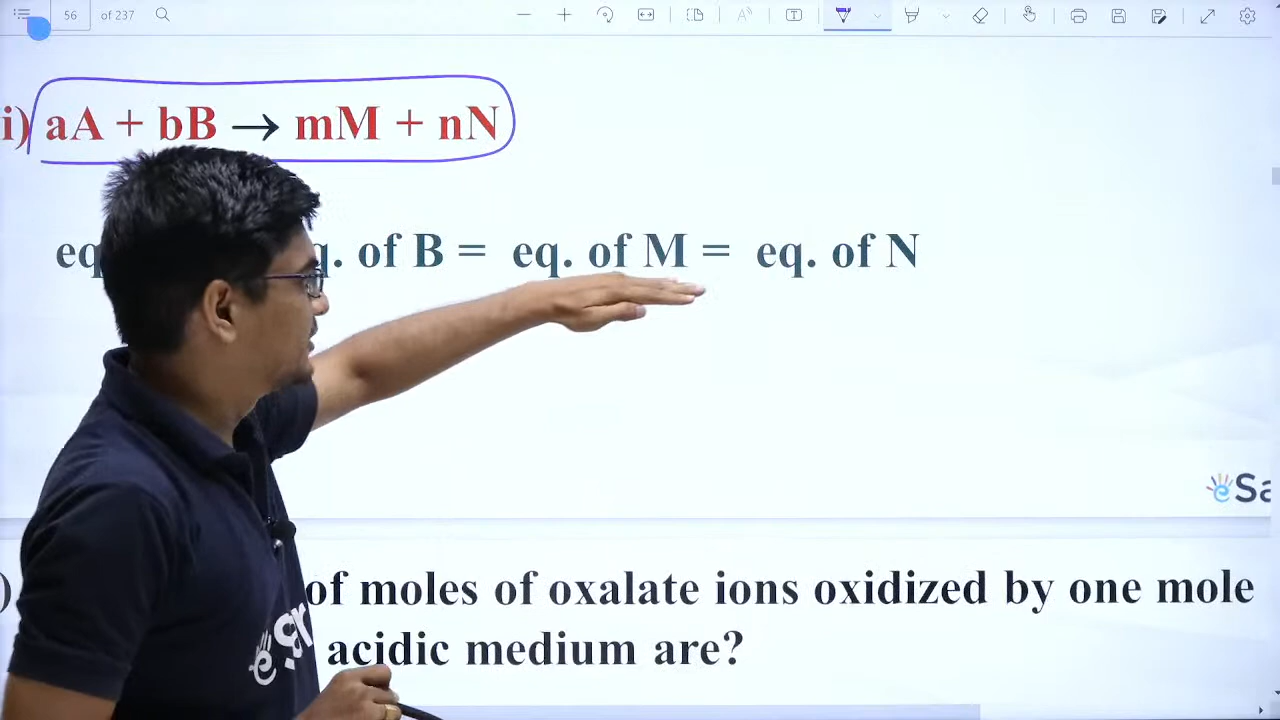 56 of 237
i) aA + bB → mM + nN
of B = eq. of M = eq. of N
of moles of oxalate ions oxidized by one mole
acidic medium are?